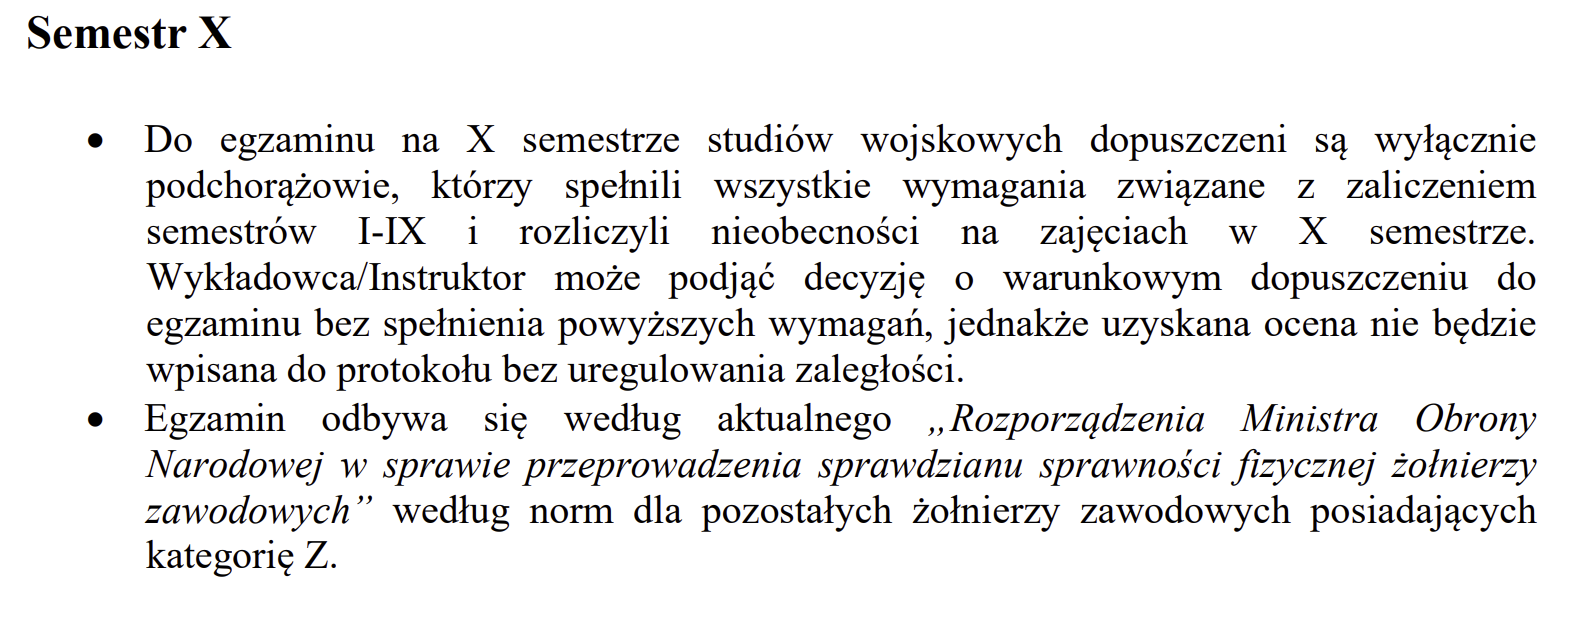 Semestr X
• Do egzaminu na X semestrze studiów wojskowych dopuszczeni są wyłącznie
podchorążowie, którzy spełnili wszystkie wymagania związane z zaliczeniem
semestrów I-IX i rozliczyli nieobecności na zajęciach w X semestrze.
Wykładowca/Instruktor może podjąć decyzję o warunkowym dopuszczeniu do
egzaminu bez spełnienia powyższych wymagań, jednakże uzyskana ocena nie będzie
wpisana do protokołu bez uregulowania zaległości.
• Egzamin odbywa się według aktualnego „Rozporządzenia Ministra Obrony
Narodowej w sprawie przeprowadzenia sprawdzianu sprawności fizycznej żołnierzy
zawodowych” według norm dla pozostałych żołnierzy zawodowych posiadających
kategorię Z.